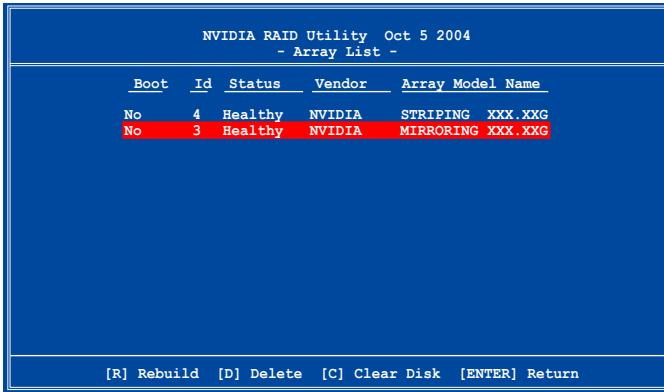 NVIDIA RAID Utility Oct 5 2004
- Array List -
Boot Id Status Vendor Array Model Name
No 4 Healthy NVIDIA STRIPING XXX.XXG
No 3 Healthy NVIDIA MIRRORING XXX.XXG
[R] Rebuild [D] Delete [C] Clear Disk [ENTER] Return